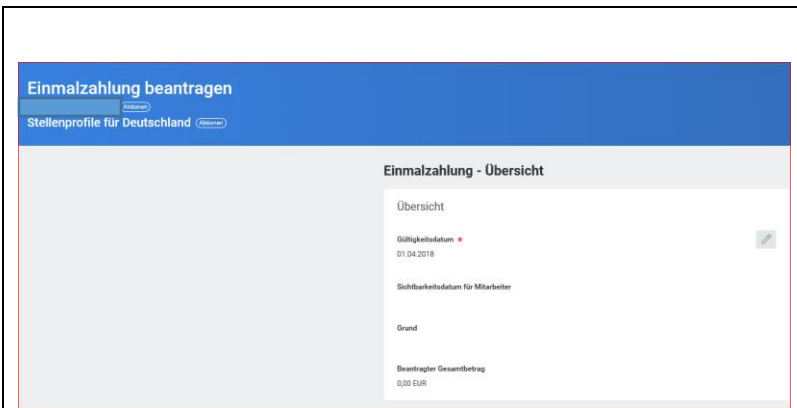 Einmalzahlung beantragen
Aktionen
Stellenprofile für Deutschland Aktionen
Einmalzahlung - Übersicht
Übersicht
Gültigkeitsdatum *
01.04.2018
Sichtbarkeitsdatum für Mitarbeiter
Grund
Beantragter Gesamtbetrag
0,00 EUR